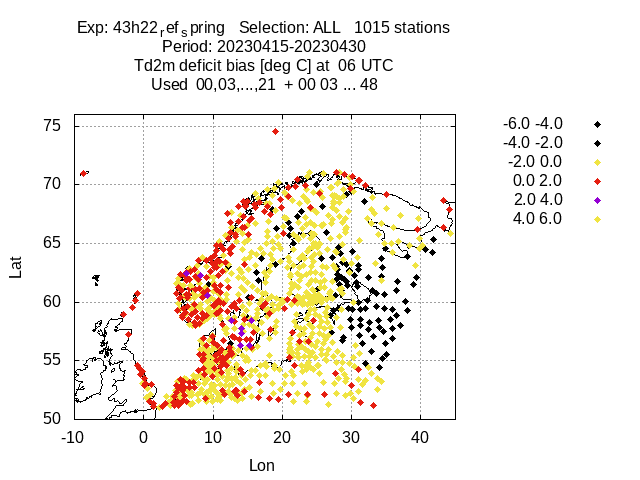 Exp: 43h22ref spring   Selection: ALL   1015 stations
Period: 20230415-20230430
Td2m deficit bias [deg C] at  06 UTC
Used  00,03,...,21  + 00 03 ... 48
75
70
65
60
55
50
-10 0 10 20 30 40
Lat
Lon
-6.0 -4.0
-4.0 -2.0
-2.0 0.0
0.0 2.0
2.0 4.0
4.0 6.0